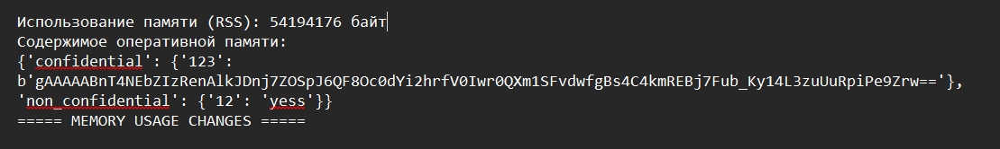 Использование памяти (RSS): 54194176 байт
Содержимое оперативной памяти:
{'confidential': {'123':
b'gAAAAABnT4NEbZIzRenAlkJDnj7ZOSpJ6QF8Oc0dYi2hrfV0Iwr0QXm1SFvdwfgBs4C4kmREBj7Fub_Ky14L3zuUuRpiPe9Zrw=='},
'non_confidential': {'12': 'yess'}}
===== MEMORY USAGE CHANGES =====